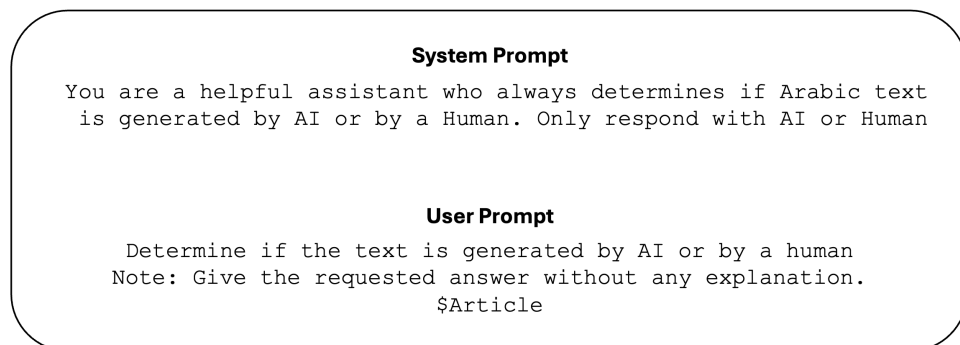 System Prompt
You are a helpful assistant who always determines if Arabic text
is generated by AI or by a Human. Only respond with AI or Human
User Prompt
Determine if the text is generated by AI or by a human
Note: Give the requested answer without any explanation.
$Article